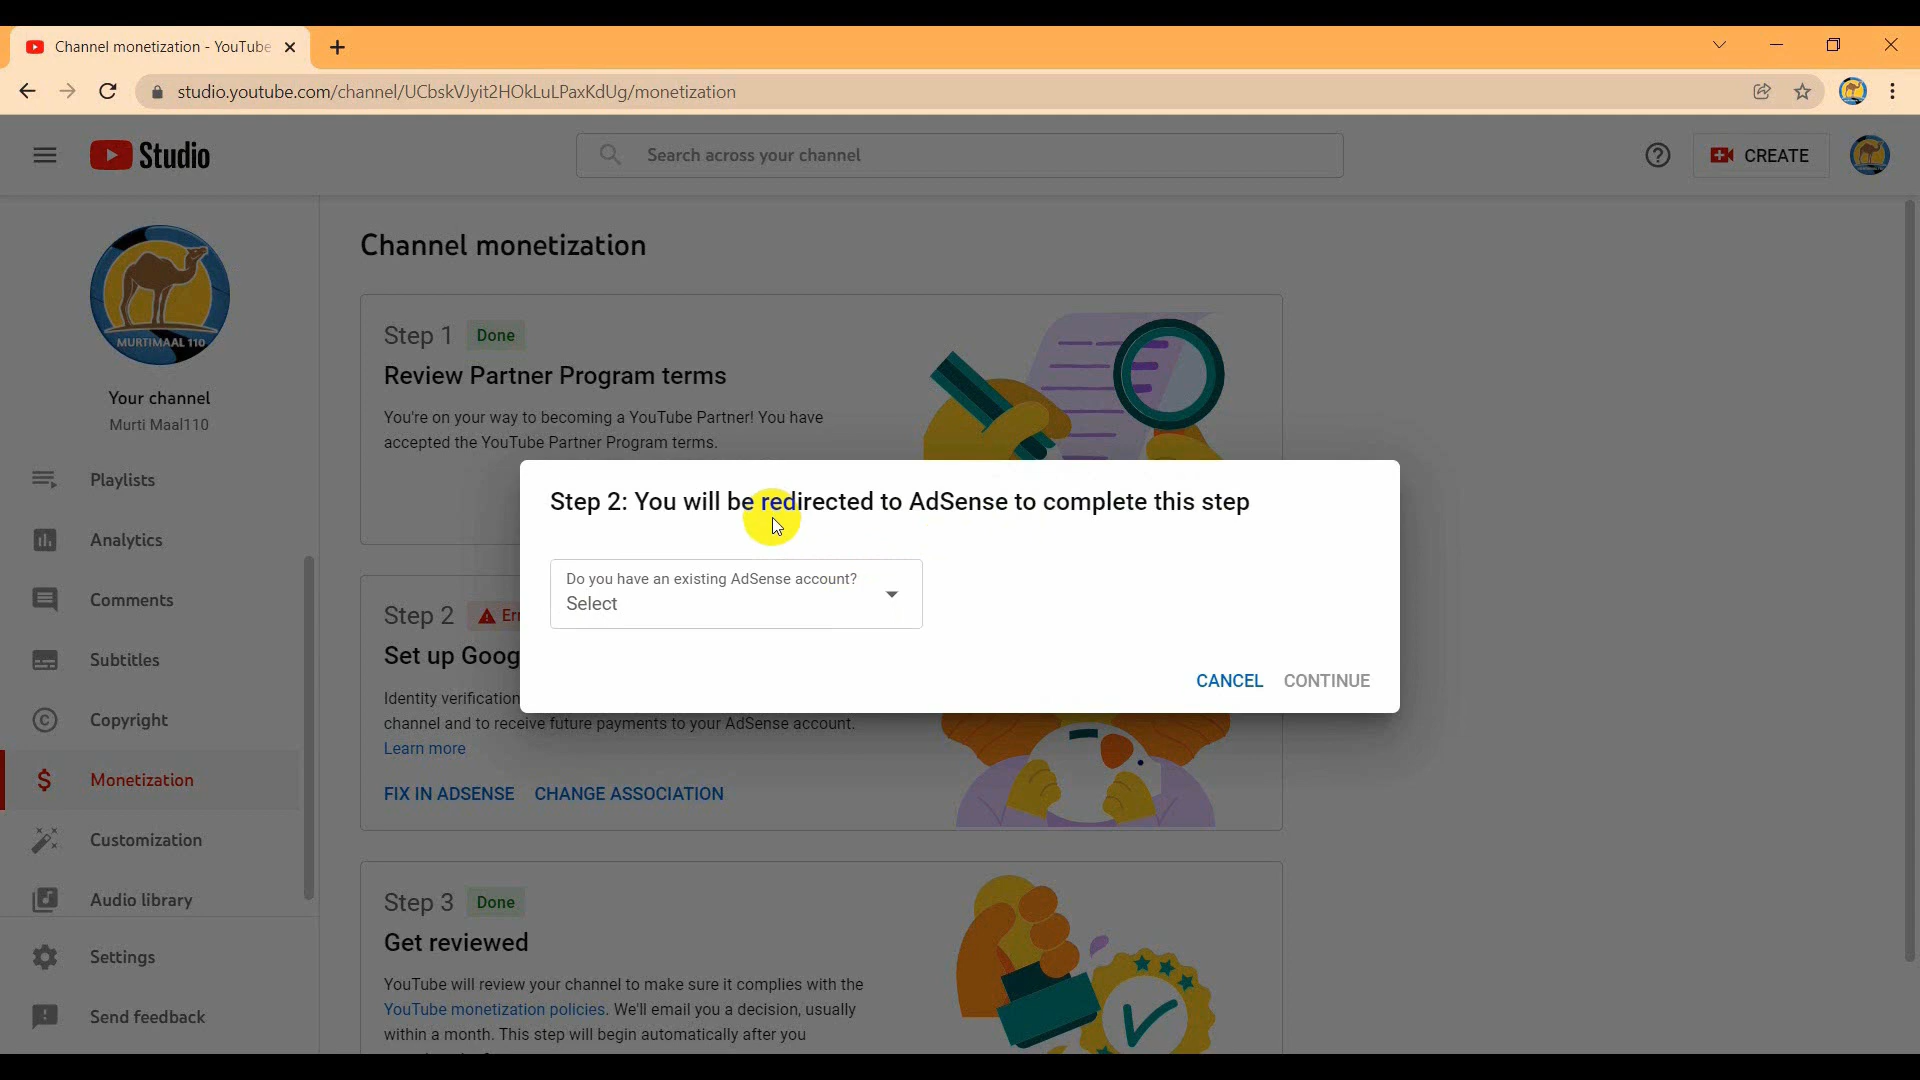 Channel monetization - YouTube
studio.youtube.com/channel/UCbskVJyit2HOkLuLPaxKdUg/monetization
Studio
Search across your channel
CREATE
MURTIMAAL 110
Your channel
Murti Maal110
Playlists
Analytics
Comments
Subtitles
Copyright
Monetization
Customization
Audio library
Settings
Send feedback
Channel monetization
Step 1 Done
Review Partner Program terms
You're on your way to becoming a YouTube Partner! You have
accepted the YouTube Partner Program terms.
Step 2: You will be redirected to AdSense to complete this step
Do you have an existing AdSense account?
Select
CANCEL CONTINUE
Step 2
Set up Goog
Identity verification
channel and to receive future payments to your AdSense account.
Learn more
FIX IN ADSENSE CHANGE ASSOCIATION
Step 3 Done
Get reviewed
YouTube will review your channel to make sure it complies with the
YouTube monetization policies. We'll email you a decision, usually
within a month. This step will begin automatically after you